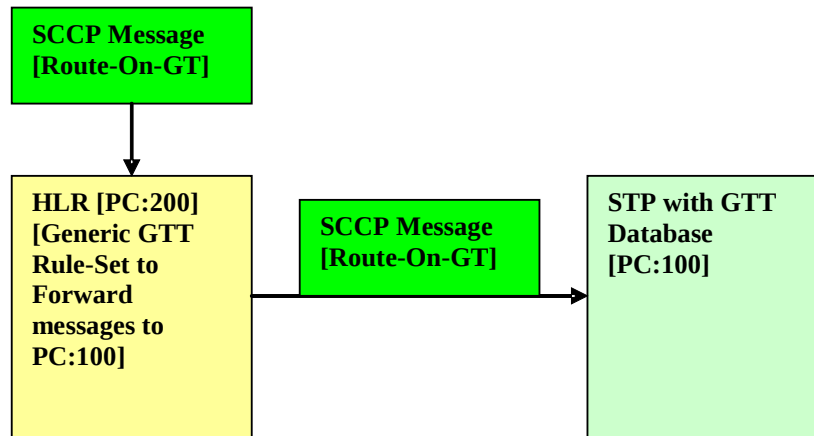 SCCP Message
[Route-On-GT]
HLR [PC:200]
[Generic GTT
Rule-Set to
Forward
messages to
PC:100]
SCCP Message
[Route-On-GT]
STP with GTT
Database
[PC:100]